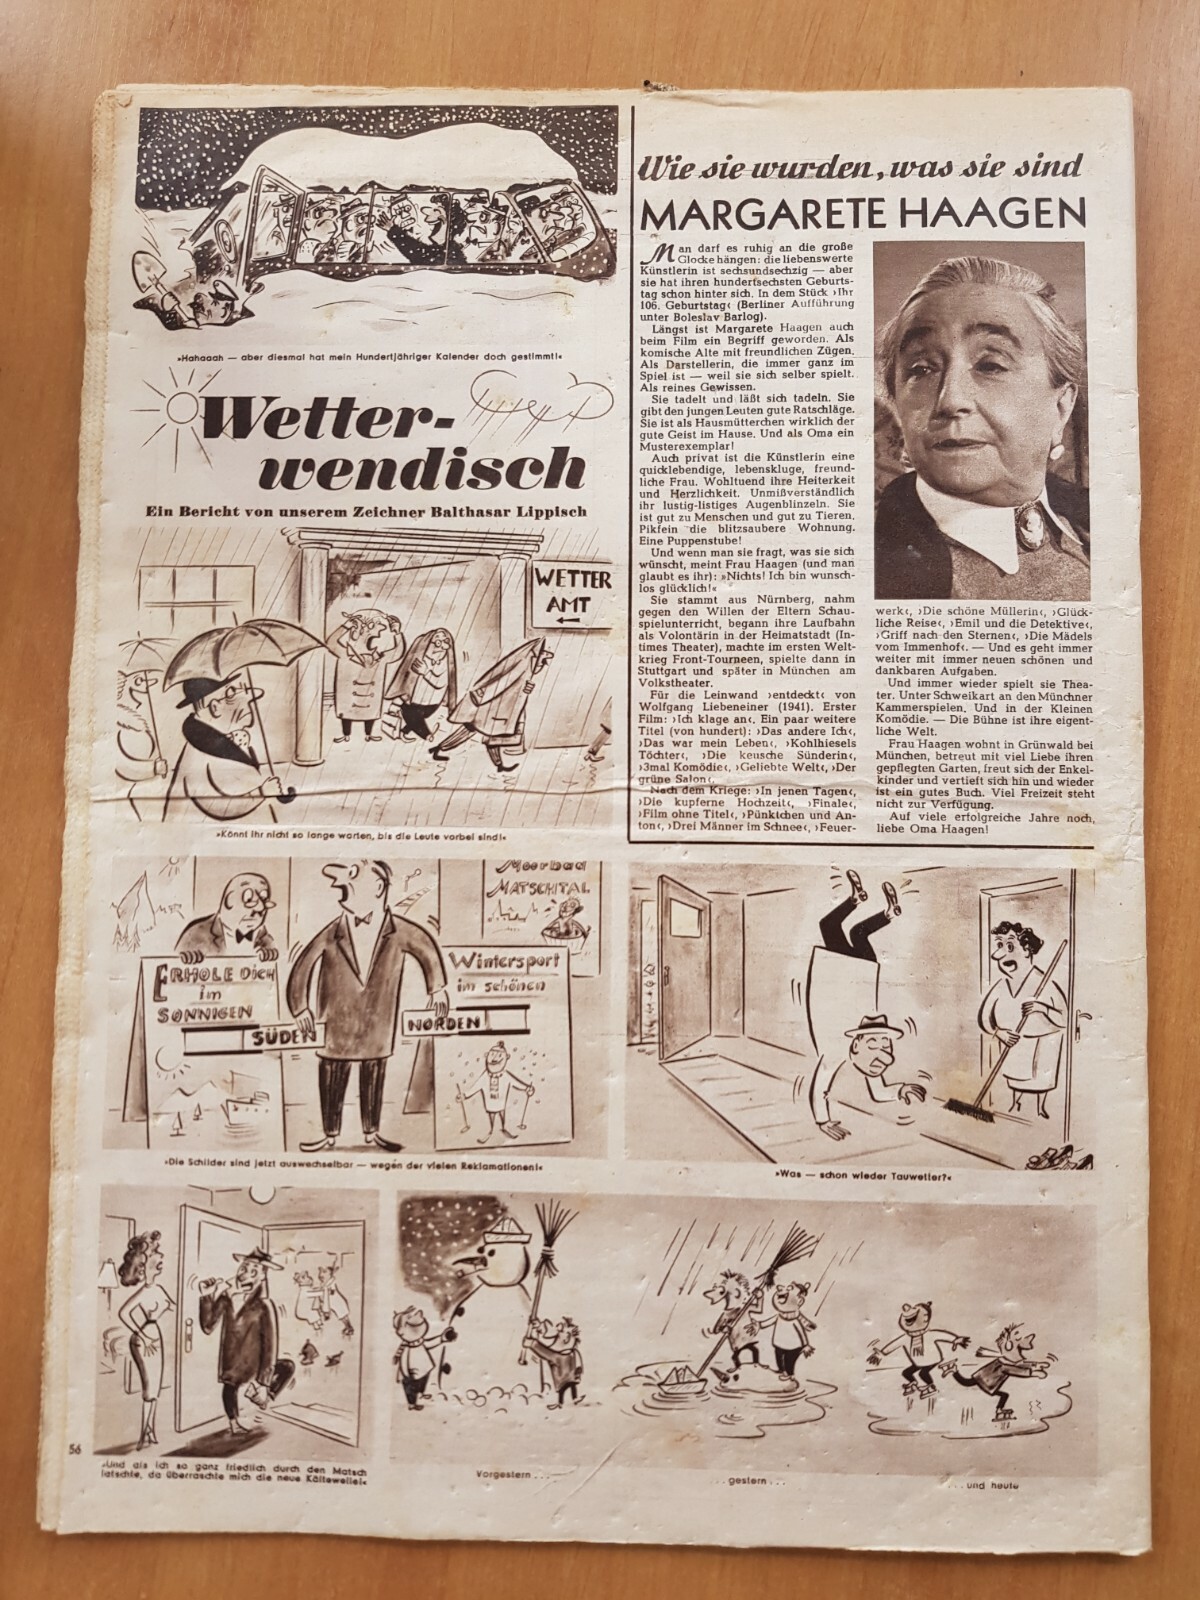 »Hahaaah — aber diesmal hat mein Hundertjähriger Kalender doch gestimmt!«
Wetter-
wendisch
Ein Bericht von unserem Zeichner Balthasar Lippisch
WETTER
AMT
»Könnt ihr nicht so lange warten, bis die Leute vorbei sind!«
Wie sie wurden, was sie sind
MARGARETE HAAGEN
Man darf es ruhig an die große
Glocke hängen: die liebenswerte
Künstlerin ist sechsundsechzig — aber
sie hat ihren hundertsechsten Geburts-
tag schon hinter sich. In dem Stück ›Ihr
106. Geburtstag‹ (Berliner Aufführung
unter Boleslav Barlog).
Längst ist Margarete Haagen auch
beim Film ein Begriff geworden. Als
komische Alte mit freundlichen Zügen.
Als Darstellerin, die immer ganz im
Spiel ist — weil sie sich selber spielt.
Als reines Gewissen.
Sie tadelt und läßt sich tadeln. Sie
gibt den jungen Leuten gute Ratschläge.
Sie ist als Hausmütterchen wirklich der
gute Geist im Hause. Und als Oma ein
Musterexemplar!
Auch privat ist die Künstlerin eine
quicklebendige, lebenskluge, freund-
liche Frau. Wohltuend ihre Heiterkeit
und Herzlichkeit. Unmißverständlich
ihr lustig-listiges Augenblinzeln. Sie
ist gut zu Menschen und gut zu Tieren.
Pikfein die blitzsaubere Wohnung.
Eine Puppenstube!
Und wenn man sie fragt, was sie sich
wünscht, meint Frau Haagen (und man
glaubt es ihr): »Nichts! Ich bin wunsch-
los glücklich!«
Sie stammt aus Nürnberg, nahm
gegen den Willen der Eltern Schau-
spielunterricht, begann ihre Laufbahn
als Volontärin in der Heimatstadt (In-
times Theater), machte im ersten Welt-
krieg Front-Tourneen, spielte dann in
Stuttgart und später in München am
Volkstheater.
Für die Leinwand ›entdeckt‹ von
Wolfgang Liebeneiner (1941). Erster
Film: ›Ich klage an‹. Ein paar weitere
Titel (von hundert): ›Das andere Ich‹,
›Das war mein Leben‹, ›Kohlhiesels
Töchter‹, ›Die keusche Sünderin‹,
›3mal Komödie‹, ›Geliebte Welt‹, ›Der
grüne Salon‹.
Nach dem Kriege: ›In jenen Tagen‹,
›Die kupferne Hochzeit‹, ›Finale‹,
›Film ohne Titel‹, ›Pünktchen und An-
ton‹, ›Drei Männer im Schnee‹, ›Feuer-
werk‹, ›Die schöne Müllerin‹, ›Glück-
liche Reise‹, ›Emil und die Detektive‹,
›Griff nach den Sternen‹, ›Die Mädels
vom Immenhof‹. — Und es geht immer
weiter mit immer neuen schönen und
dankbaren Aufgaben.
Und immer wieder spielt sie Thea-
ter. Unter Schweikart an den Münchner
Kammerspielen. Und in der Kleinen
Komödie. — Die Bühne ist ihre eigent-
liche Welt.
Frau Haagen wohnt in Grünwald bei
München, betreut mit viel Liebe ihren
gepflegten Garten, freut sich der Enkel-
kinder und vertieft sich hin und wieder
ist ein gutes Buch. Viel Freizeit steht
nicht zur Verfügung.
Auf viele erfolgreiche Jahre noch,
liebe Oma Haagen!
ERHOLE DICH
im
SONNIGEN
SÜDEN
Moorbad
MATSCHTAL
Wintersport
im schönen
NORDEN
»Die Schilder sind jetzt auswechselbar — wegen der vielen Reklamationen!«
»Was — schon wieder Tauwetter?«
»Und als ich so ganz friedlich durch den Matsch
latschte, da überraschte mich die neue Kältewelle!«
Vorgestern . . .
. . . gestern . . .
. . . und heute
56